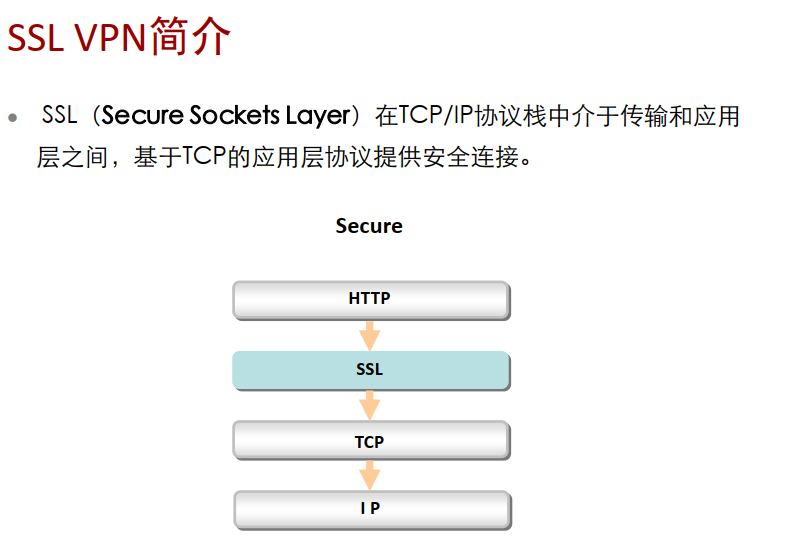 SSL VPN简介
● SSL（Secure Sockets Layer）在TCP/IP协议栈中介于传输和应用
层之间，基于TCP的应用层协议提供安全连接。
Secure
HTTP
SSL
TCP
I P